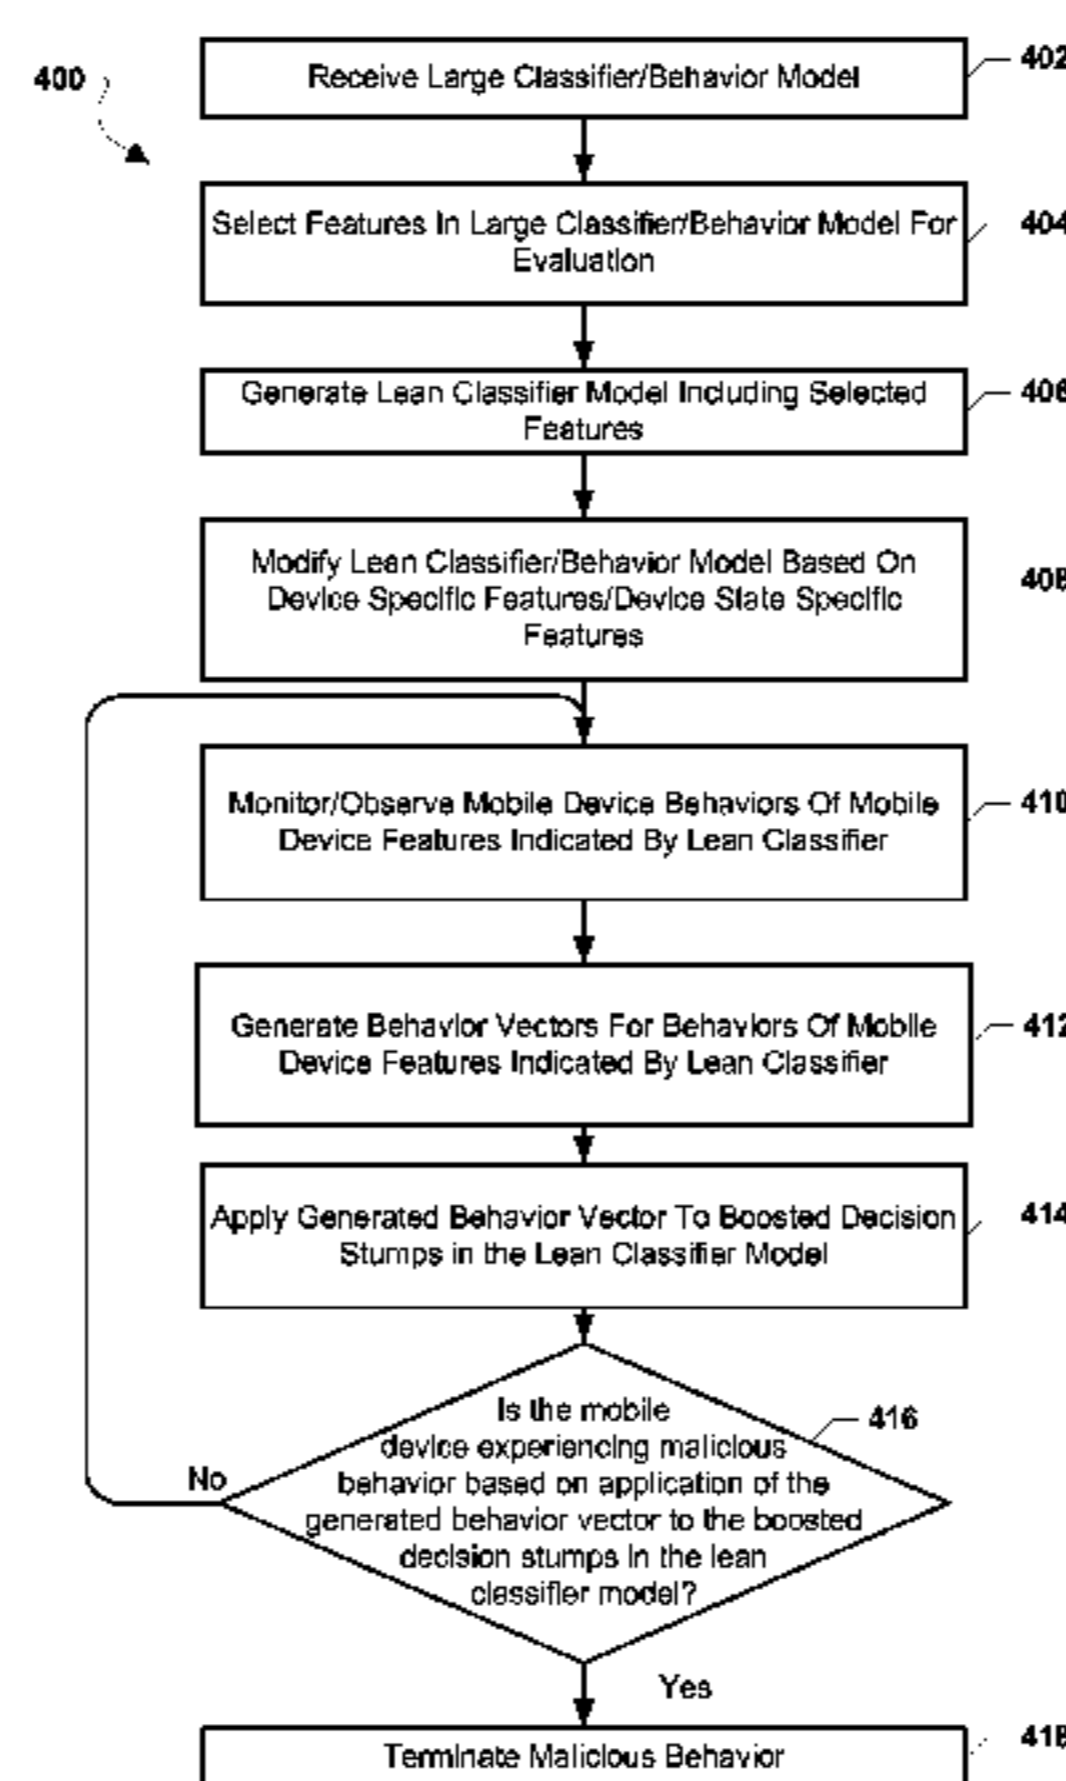 400
Receive Large Classifier/Behavior Model
402
Select Features In Large Classifier/Behavior Model For
Evaluation
404
Generate Lean Classifier Model Including Selected
Features
406
Modify Lean Classifier/Behavior Model Based On
Device Specific Features/Device State Specific
Features
408
Monitor/Observe Mobile Device Behaviors Of Mobile
Device Features Indicated By Lean Classifier
410
Generate Behavior Vectors For Behaviors Of Mobile
Device Features Indicated By Lean Classifier
412
Apply Generated Behavior Vector To Boosted Decision
Stumps in the Lean Classifier Model
414
Is the mobile
device experiencing malicious
behavior based on application of the
generated behavior vector to the boosted
decision stumps in the lean
classifier model?
416
No
Yes
Terminate Malicious Behavior
418